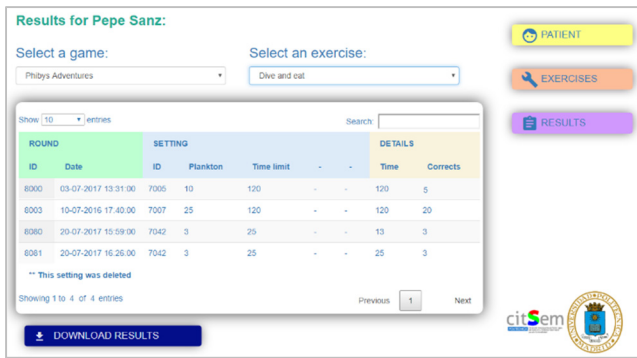 Results for Pepe Sanz:
Select a game: Select an exercise:
Phibys Adventures Dive and eat
Show 10 entries Search:
ROUND SETTING DETAILS
ID Date ID Plankton Time limit - - Time Corrects
8000 03-07-2017 13:31:00 7005 10 120 - - 120 5
8003 10-07-2016 17:40:00 7007 25 120 - - 120 20
8080 20-07-2017 15:59:00 7042 3 25 - - 13 3
8081 20-07-2017 16:26:00 7042 3 25 - - 25 3
** This setting was deleted
Showing 1 to 4 of 4 entries Previous 1 Next
DOWNLOAD RESULTS
PATIENT
EXERCISES
RESULTS
citSem